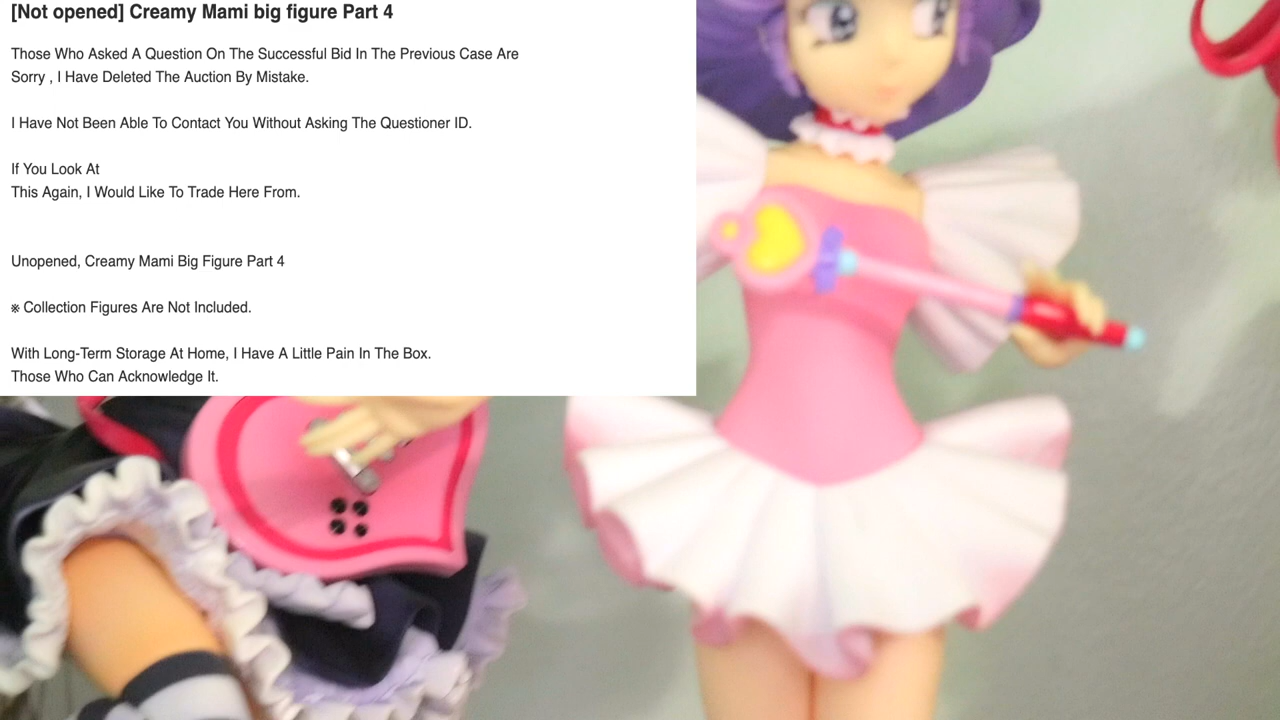 [Not opened] Creamy Mami big figure Part 4
Those Who Asked A Question On The Successful Bid In The Previous Case Are
Sorry , I Have Deleted The Auction By Mistake.
I Have Not Been Able To Contact You Without Asking The Questioner ID.
If You Look At
This Again, I Would Like To Trade Here From.
Unopened, Creamy Mami Big Figure Part 4
※ Collection Figures Are Not Included.
With Long-Term Storage At Home, I Have A Little Pain In The Box.
Those Who Can Acknowledge It.